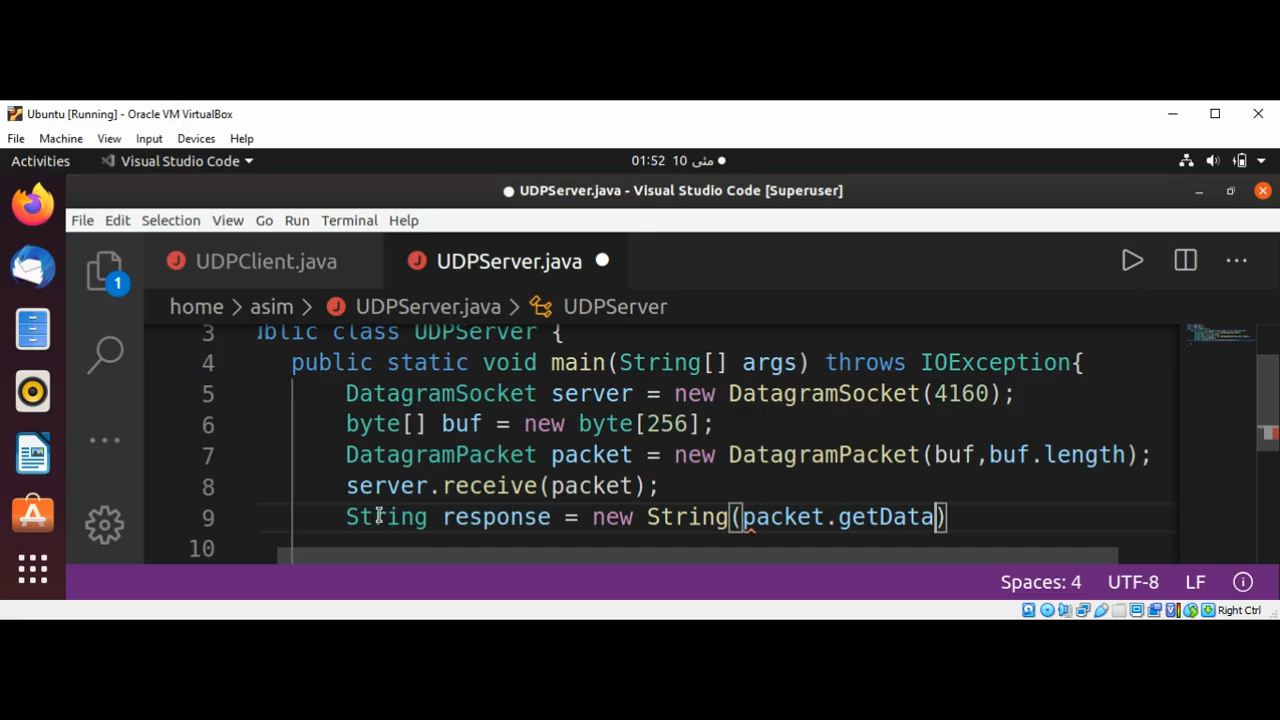 Ubuntu [Running] - Oracle VM VirtualBox
File Machine View Input Devices Help
Activities Visual Studio Code 01:52 مئی 10
UDPServer.java - Visual Studio Code [Superuser]
File Edit Selection View Go Run Terminal Help
J UDPClient.java J UDPServer.java
home > asim > J UDPServer.java > UDPServer
3 ublic class UDPServer {
4 public static void main(String[] args) throws IOException{
5 DatagramSocket server = new DatagramSocket(4160);
6 byte[] buf = new byte[256];
7 DatagramPacket packet = new DatagramPacket(buf,buf.length);
8 server.receive(packet);
9 String response = new String(packet.getData)
10
1
Spaces: 4 UTF-8 LF
Right Ctrl